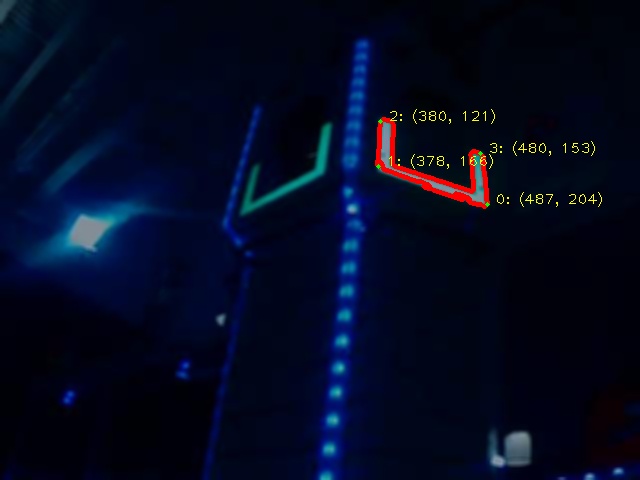 2: (380, 121)
1: (378, 166)
3: (480, 153)
0: (487, 204)